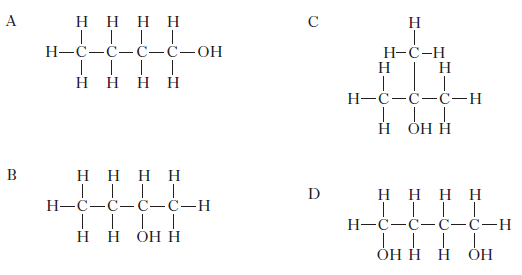 A
H H H H
H—C—C—C—C—OH
H H H H
B
H H H H
H—C—C—C—C—H
H H OH H
C
H
H—C—H
H H
H—C—C—C—H
H OH H
D
H H H H
H—C—C—C—C—H
OH H H OH